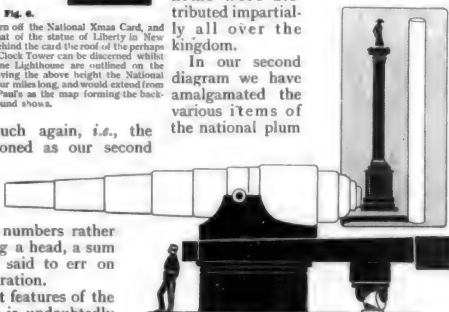 Fig. 6.
rn off the National Xmas Card, and
at of the statue of Liberty in New
ehind the card the roof of the perhaps
Clock Tower can be discerned whilst
ne Lighthouse are outlined on the
ving the above height the National
ur miles long, and would extend from
Paul's as the map forming the back-
ound shows.
uch again, i.e., the
oned as our second
numbers rather
g a head, a sum
said to err on
ration.
t features of the
is undoubtedly
tributed impartial-
ly all over the
kingdom.
In our second
diagram we have
amalgamated the
various items of
the national plum